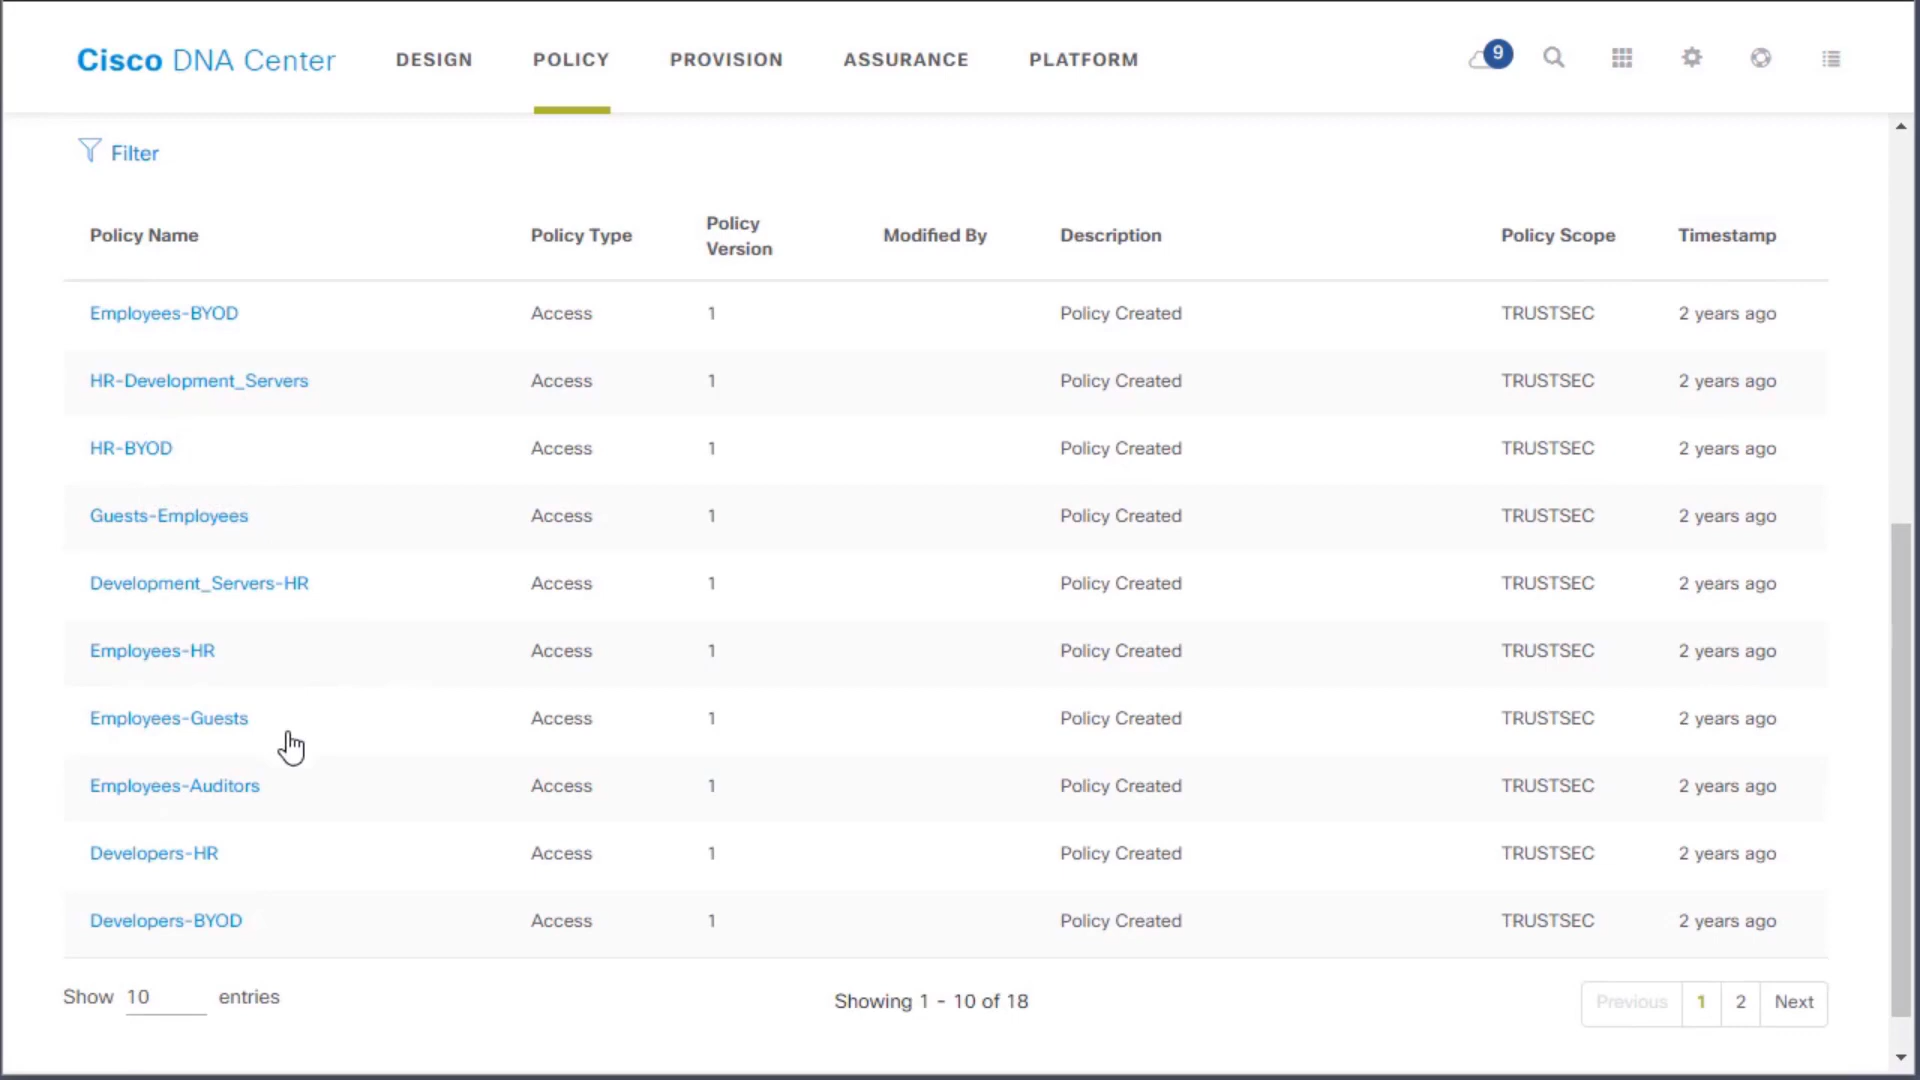 Cisco DNA Center DESIGN POLICY PROVISION ASSURANCE PLATFORM 9
Filter
Policy Name Policy Type Policy Version Modified By Description Policy Scope Timestamp
Employees-BYOD Access 1 Policy Created TRUSTSEC 2 years ago
HR-Development_Servers Access 1 Policy Created TRUSTSEC 2 years ago
HR-BYOD Access 1 Policy Created TRUSTSEC 2 years ago
Guests-Employees Access 1 Policy Created TRUSTSEC 2 years ago
Development_Servers-HR Access 1 Policy Created TRUSTSEC 2 years ago
Employees-HR Access 1 Policy Created TRUSTSEC 2 years ago
Employees-Guests Access 1 Policy Created TRUSTSEC 2 years ago
Employees-Auditors Access 1 Policy Created TRUSTSEC 2 years ago
Developers-HR Access 1 Policy Created TRUSTSEC 2 years ago
Developers-BYOD Access 1 Policy Created TRUSTSEC 2 years ago
Show 10 entries Showing 1 - 10 of 18 Previous 1 2 Next